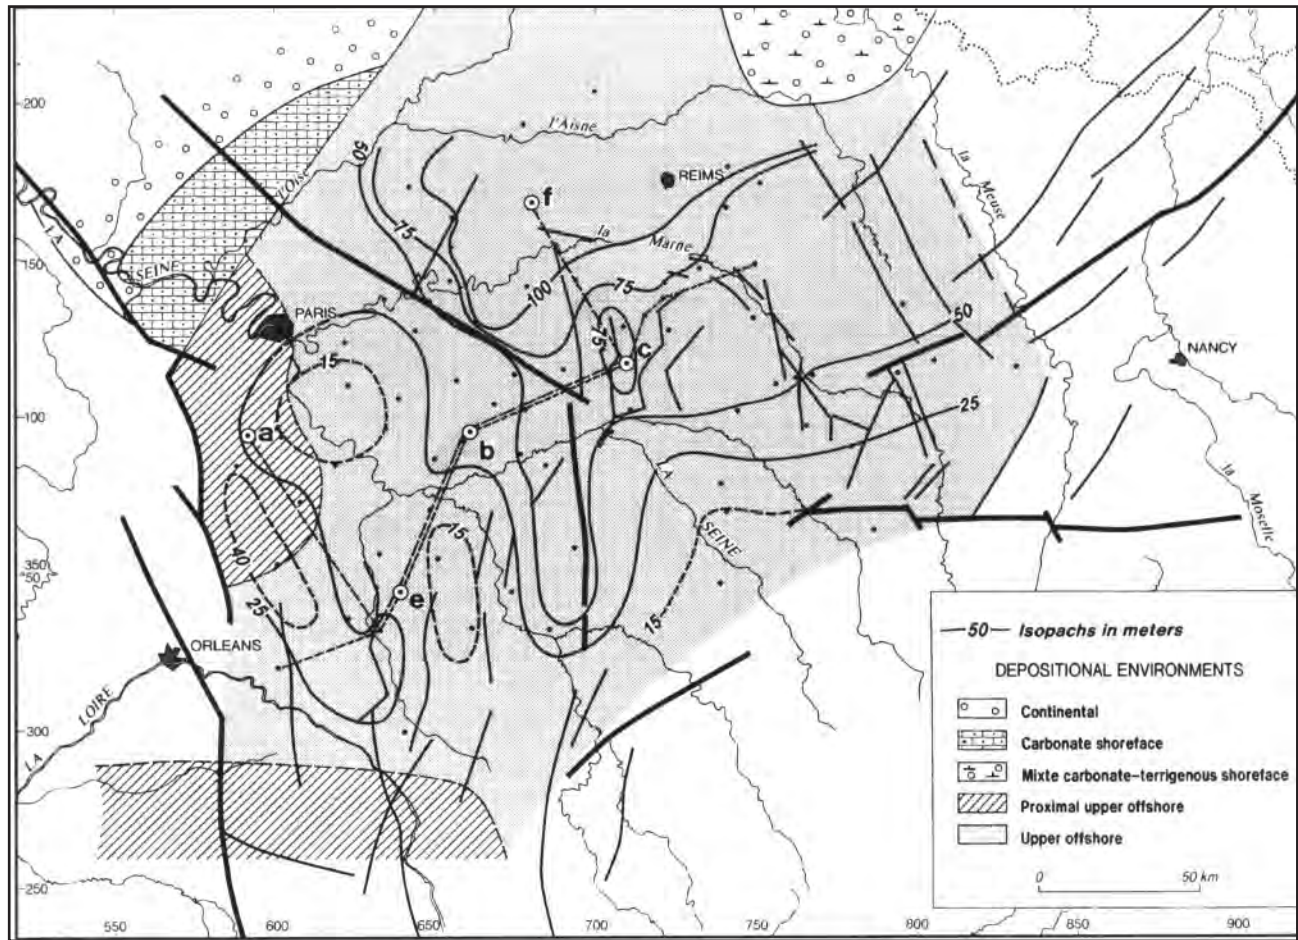 200
150
100
350
50
300
250
550
600
650
700
750
800
850
900
l'Aisne
l'Oise
REIMS
f
la Marne
la Meuse
LA SEINE
PARIS
NANCY
la Moselle
50
75
100
75
75
50
25
15
15
15
40
25
a
b
c
e
LA SEINE
ORLEANS
LA LOIRE
50 Isopachs in meters
DEPOSITIONAL ENVIRONMENTS
Continental
Carbonate shoreface
Mixte carbonate-terrigenous shoreface
Proximal upper offshore
Upper offshore
0 50 km